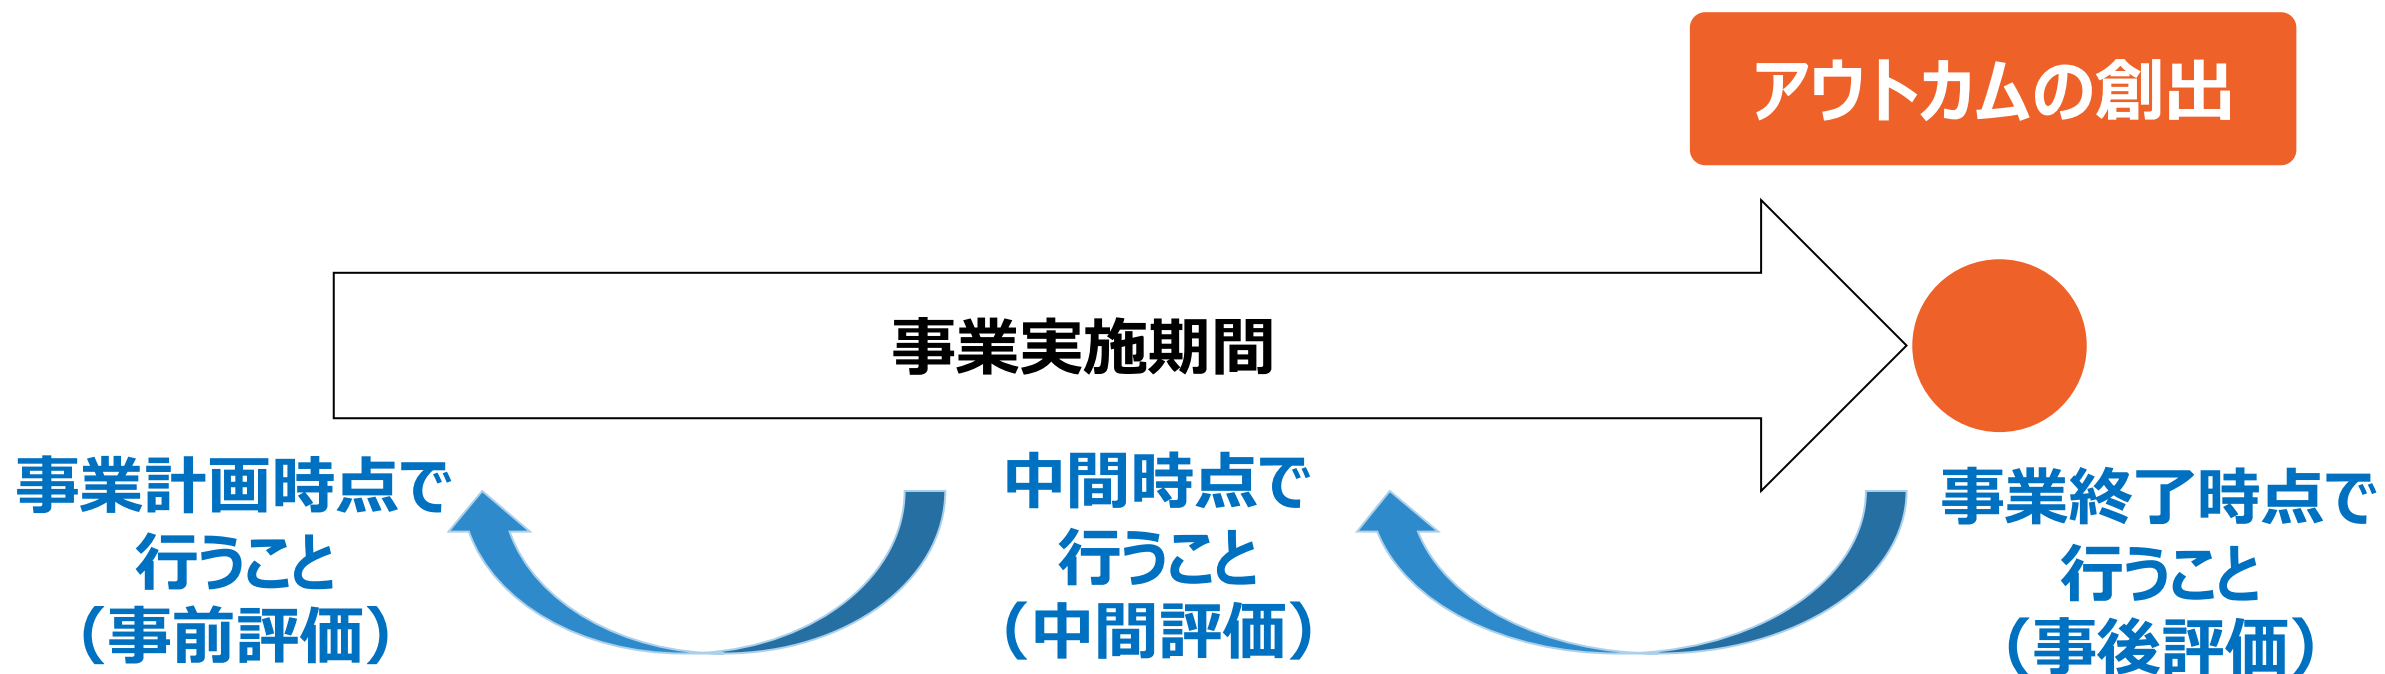 アウトカムの創出
事業実施期間
事業計画時点で
行うこと
（事前評価）
中間時点で
行うこと
（中間評価）
事業終了時点で
行うこと
（事後評価）